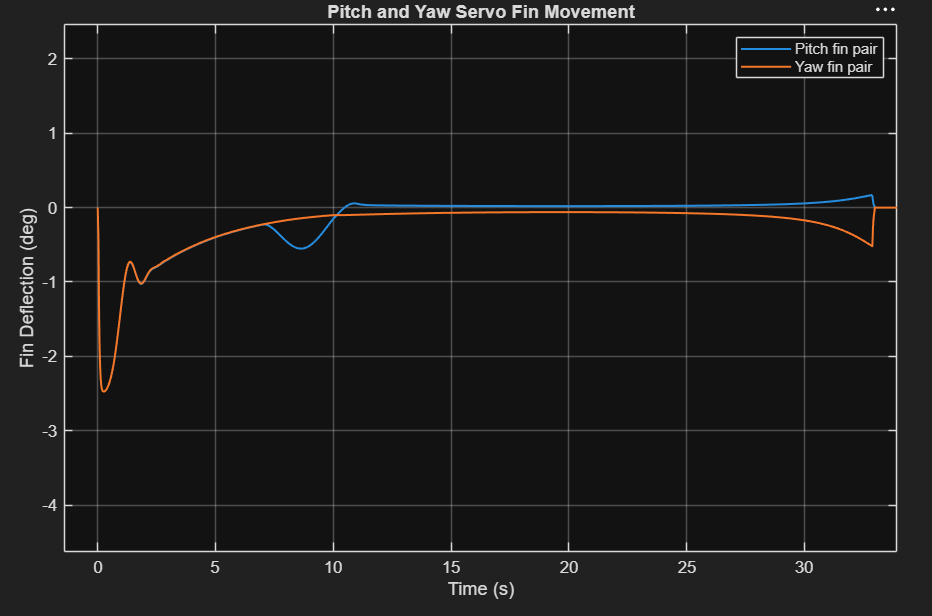 Pitch and Yaw Servo Fin Movement
Pitch fin pair
Yaw fin pair
2
1
0
-1
-2
-3
-4
Fin Deflection (deg)
0 5 10 15 20 25 30
Time (s)